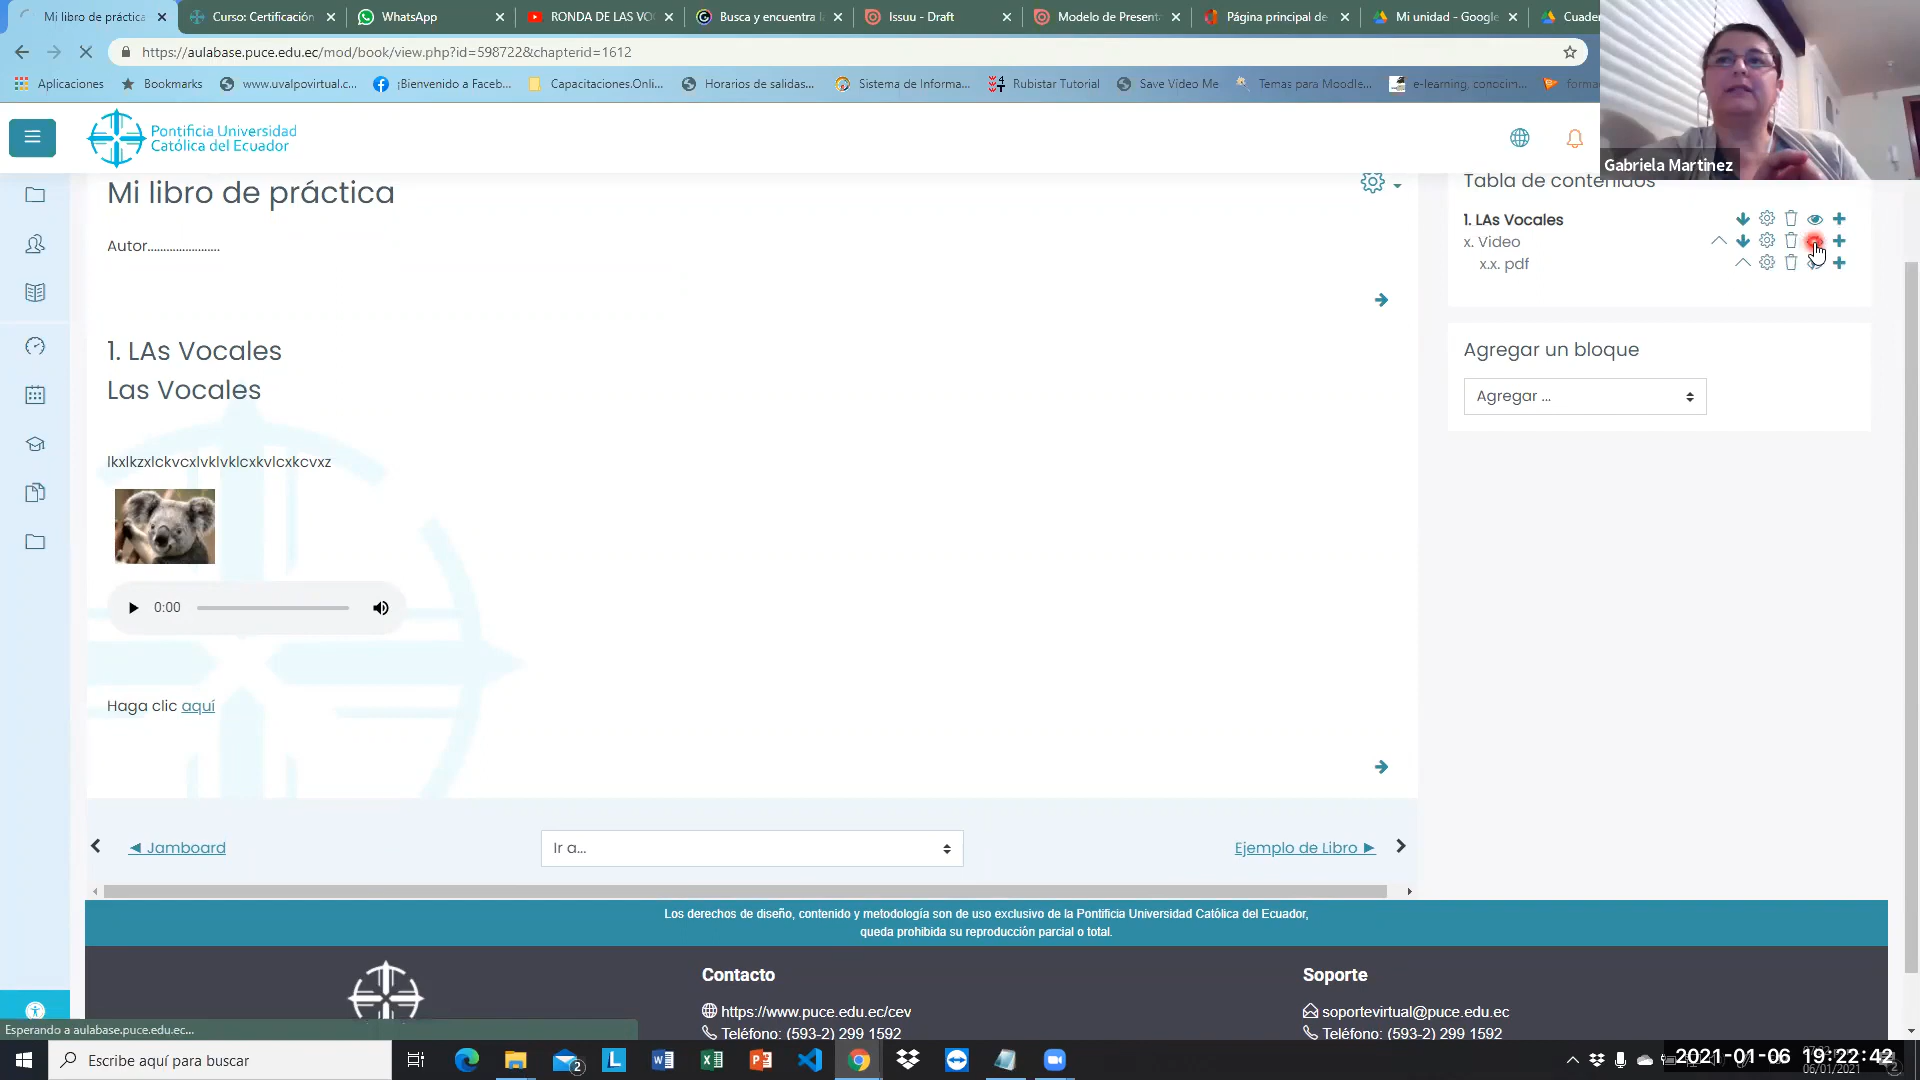 Mi libro de práctica
Curso: Certificación
WhatsApp
RONDA DE LAS VO
Busca y encuentra
Issuu - Draft
Modelo de Present
Página principal de
Mi unidad - Google
Cuade
https://aulabase.puce.edu.ec/mod/book/view.php?id=598722&chapterid=1612
Aplicaciones
Bookmarks
www.uvalpovirtual.c...
¡Bienvenido a Faceb...
Capacitaciones.Onli...
Horarios de salidas...
Sistema de Informa...
Rubistar Tutorial
Save Video Me
Temas para Moodle...
e-learning, conocim...
forma
Pontificia Universidad
Católica del Ecuador
Gabriela Martinez
Mi libro de práctica
Autor.......................
1. LAs Vocales
Las Vocales
lkxlkzxlckvcxlvklvklcxkvlcxkcvxz
0:00
Haga clic aquí
Tabla de contenidos
1. LAs Vocales
x. Video
x.x. pdf
Agregar un bloque
Agregar ...
◄ Jamboard
Ir a...
Ejemplo de Libro ►
Los derechos de diseño, contenido y metodología son de uso exclusivo de la Pontificia Universidad Católica del Ecuador,
queda prohibida su reproducción parcial o total.
Contacto
https://www.puce.edu.ec/cev
Teléfono: (593-2) 299 1592
Soporte
soportevirtual@puce.edu.ec
Teléfono: (593-2) 299 1592
Esperando a aulabase.puce.edu.ec...
Escribe aquí para buscar
2
2021-01-06 19:22:42
06/01/2021
2